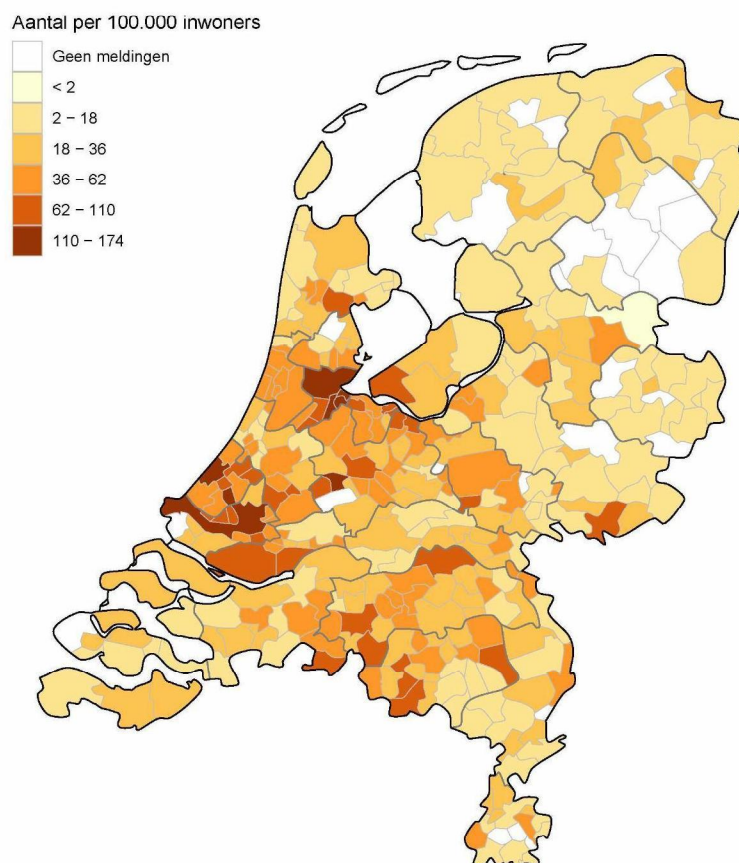 Aantal per 100.000 inwoners
Geen meldingen
< 2
2 − 18
18 − 36
36 − 62
62 − 110
110 − 174